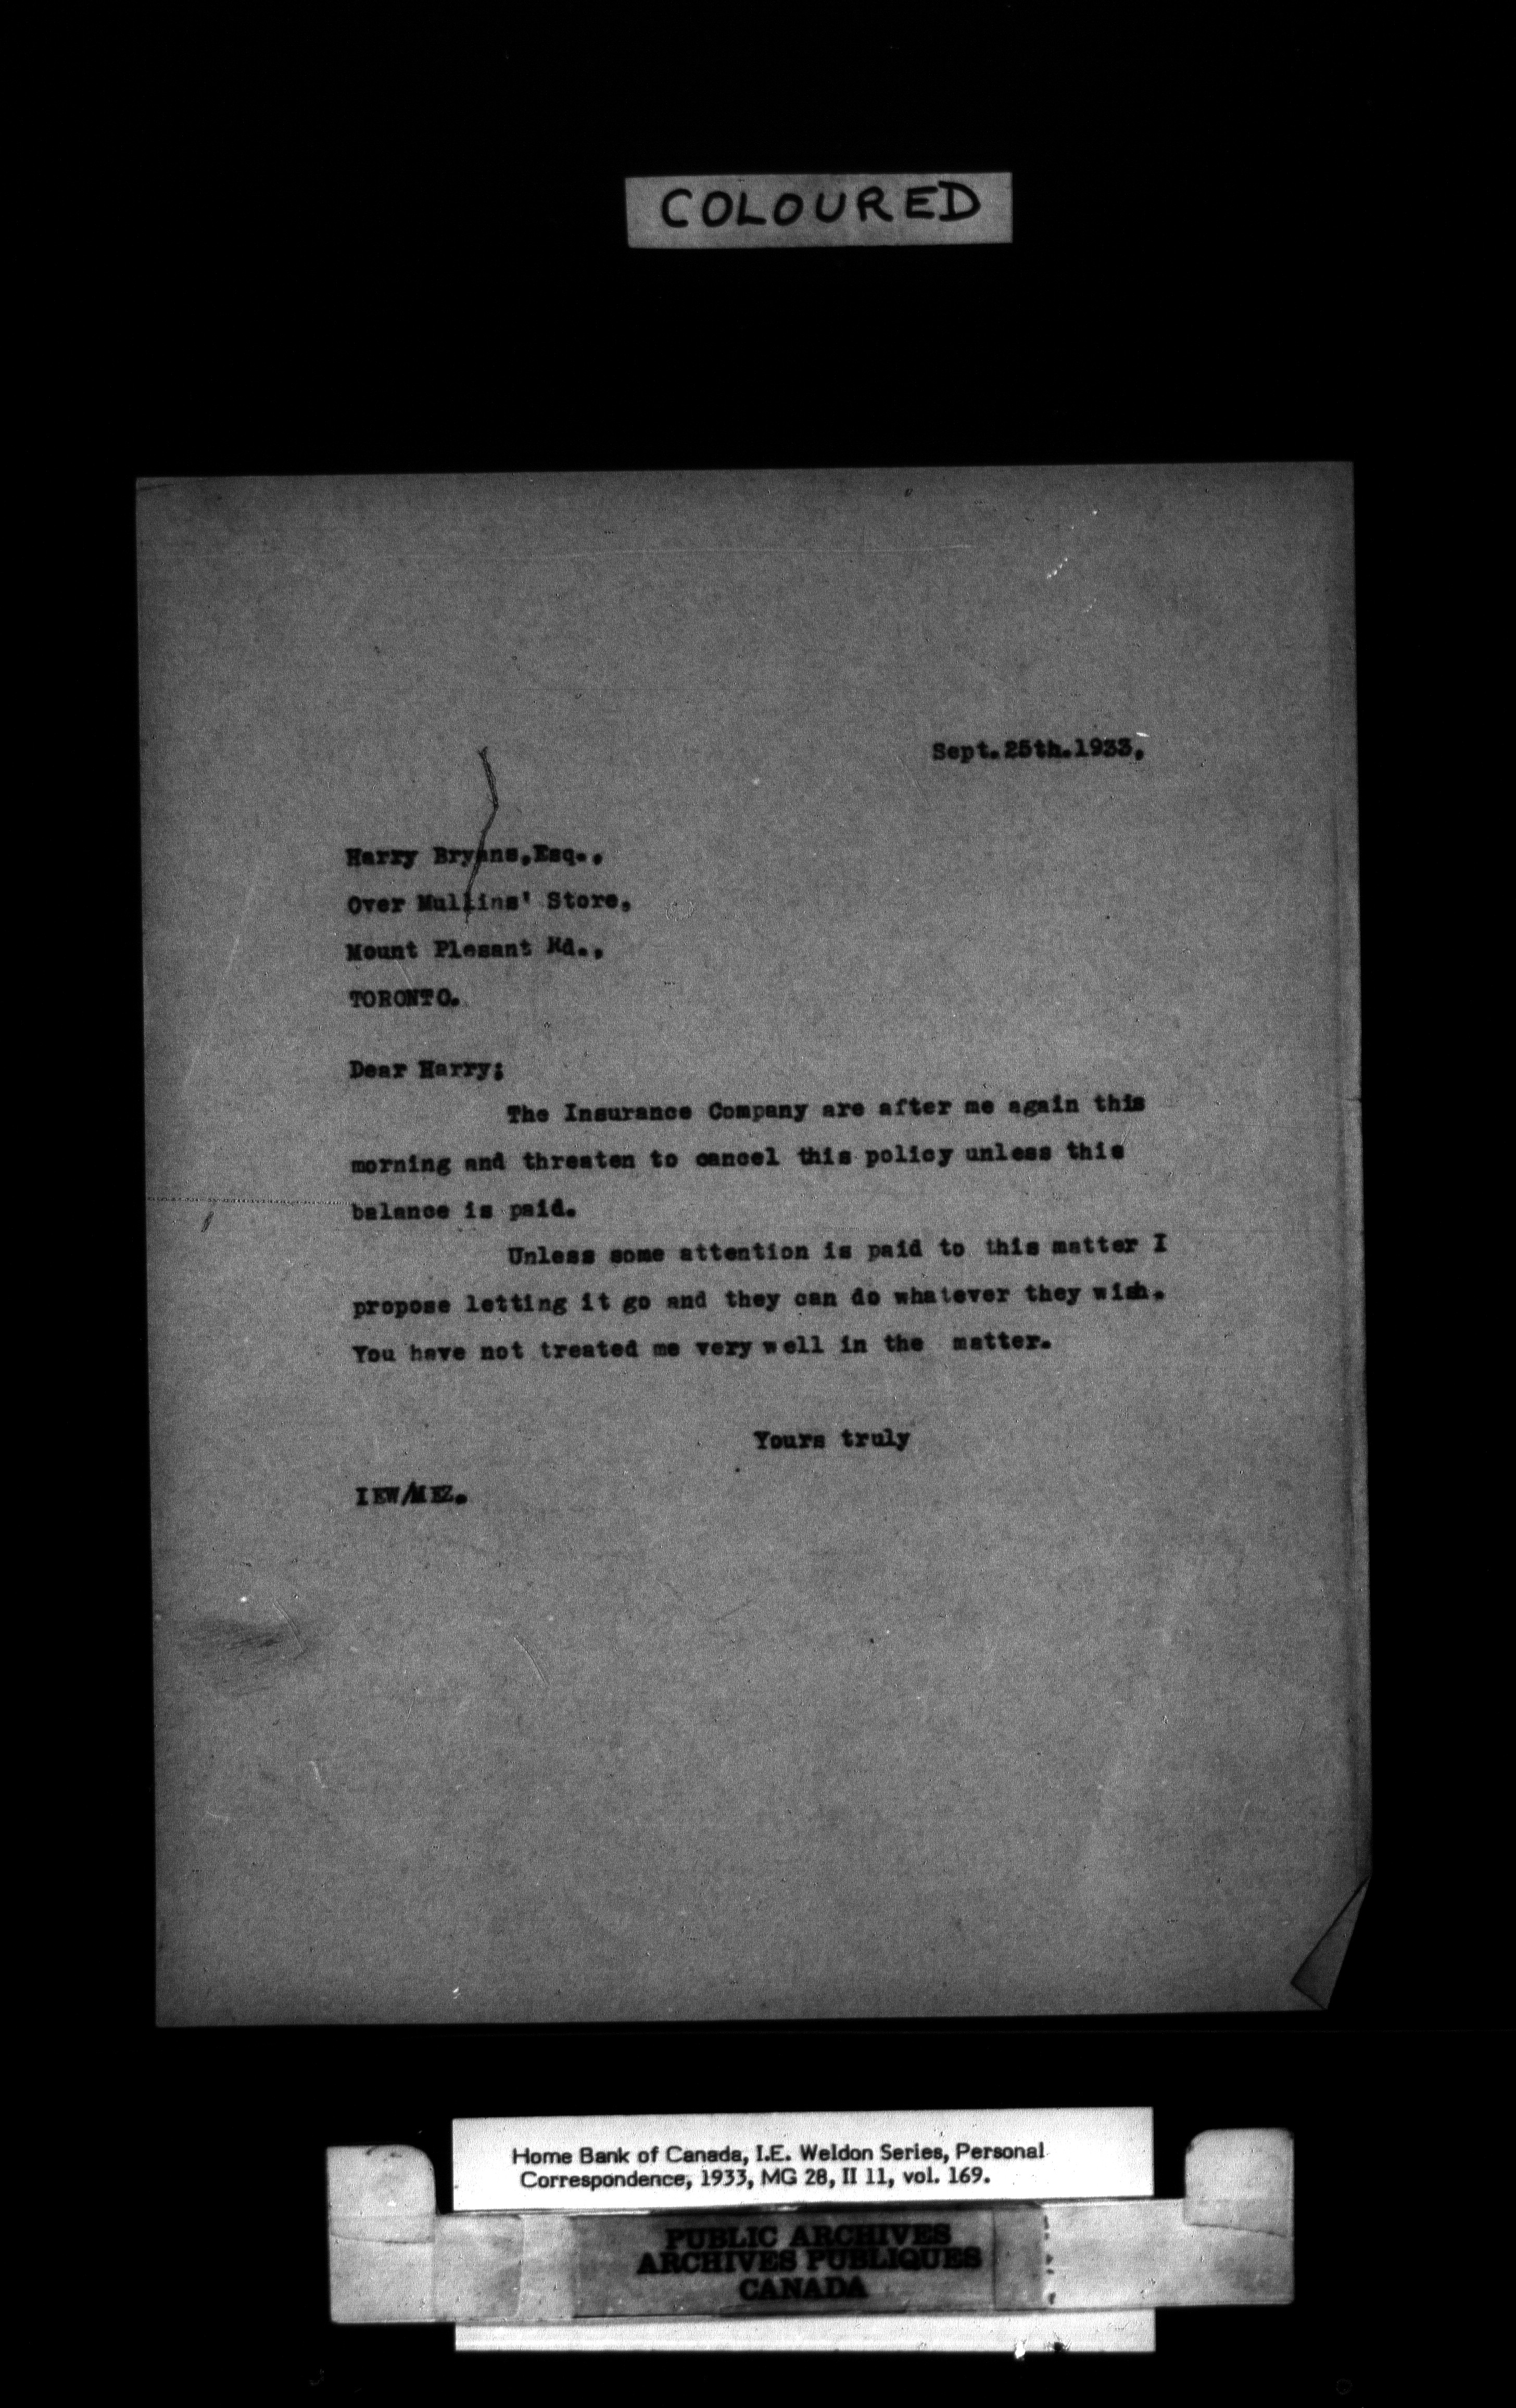 COLOURED
Sept.25th.1933.
Harry Bryans,Esq.,
Over Mullins' Store,
Mount Plesant Rd.,
TORONTO.
Dear Harry;
The Insurance Company are after me again this
morning and threaten to cancel this policy unless this
balance is paid.
Unless some attention is paid to this matter I
propose letting it go and they can do whatever they wish.
You have not treated me very well in the matter.
Yours truly
IEW/MEZ.
Home Bank of Canada, I.E. Weldon Series, Personal
Correspondence, 1933, MG 28, II 11, vol. 169.
PUBLIC ARCHIVES
ARCHIVES PUBLIQUES
CANADA